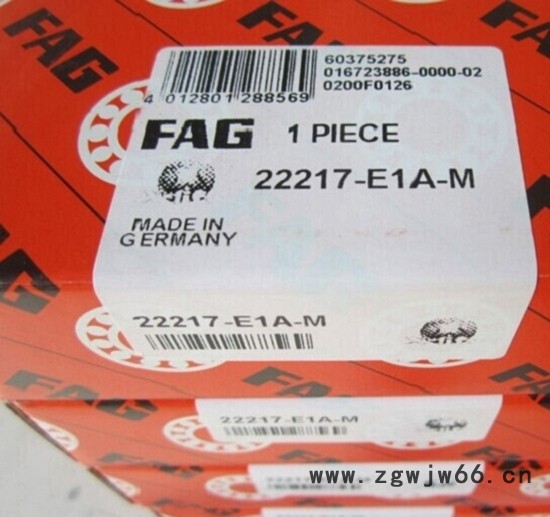 FAG
60375275
016723886-0000-02
0200F0126
4 012801 288569
FAG 1 PIECE
22217-E1A-M
MADE IN
GERMANY
22217-E1A-M
FAG
FAG
22217-E1A-M
www.zgwjw66.cn